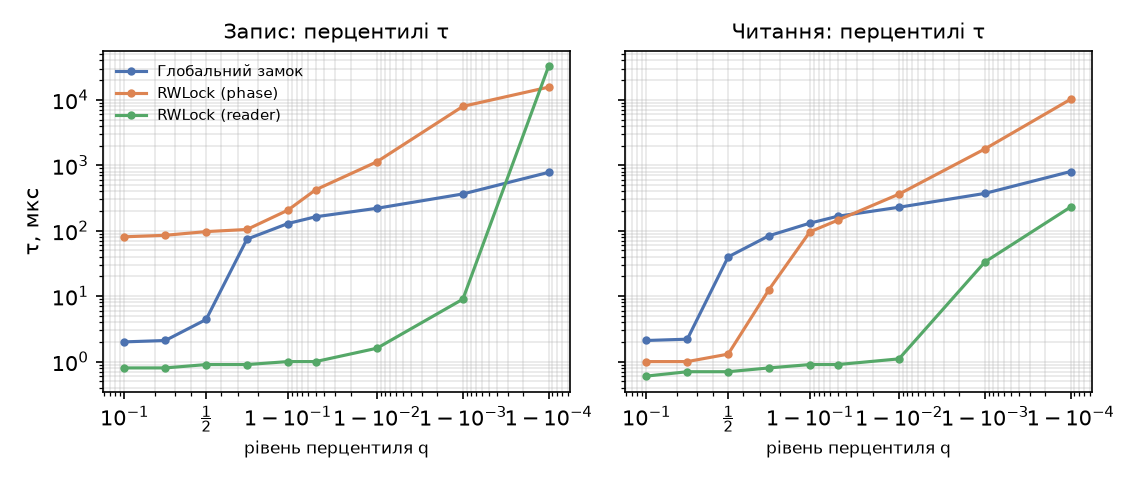 Запис: перцентилі τ
Глобальний замок
RWLock (phase)
RWLock (reader)
τ, мкс
10⁴
10³
10²
10¹
10⁰
10⁻¹
½
1 − 10⁻¹
1 − 10⁻²
1 − 10⁻³
1 − 10⁻⁴
рівень перцентиля q
Читання: перцентилі τ
10⁻¹
½
1 − 10⁻¹
1 − 10⁻²
1 − 10⁻³
1 − 10⁻⁴
рівень перцентиля q